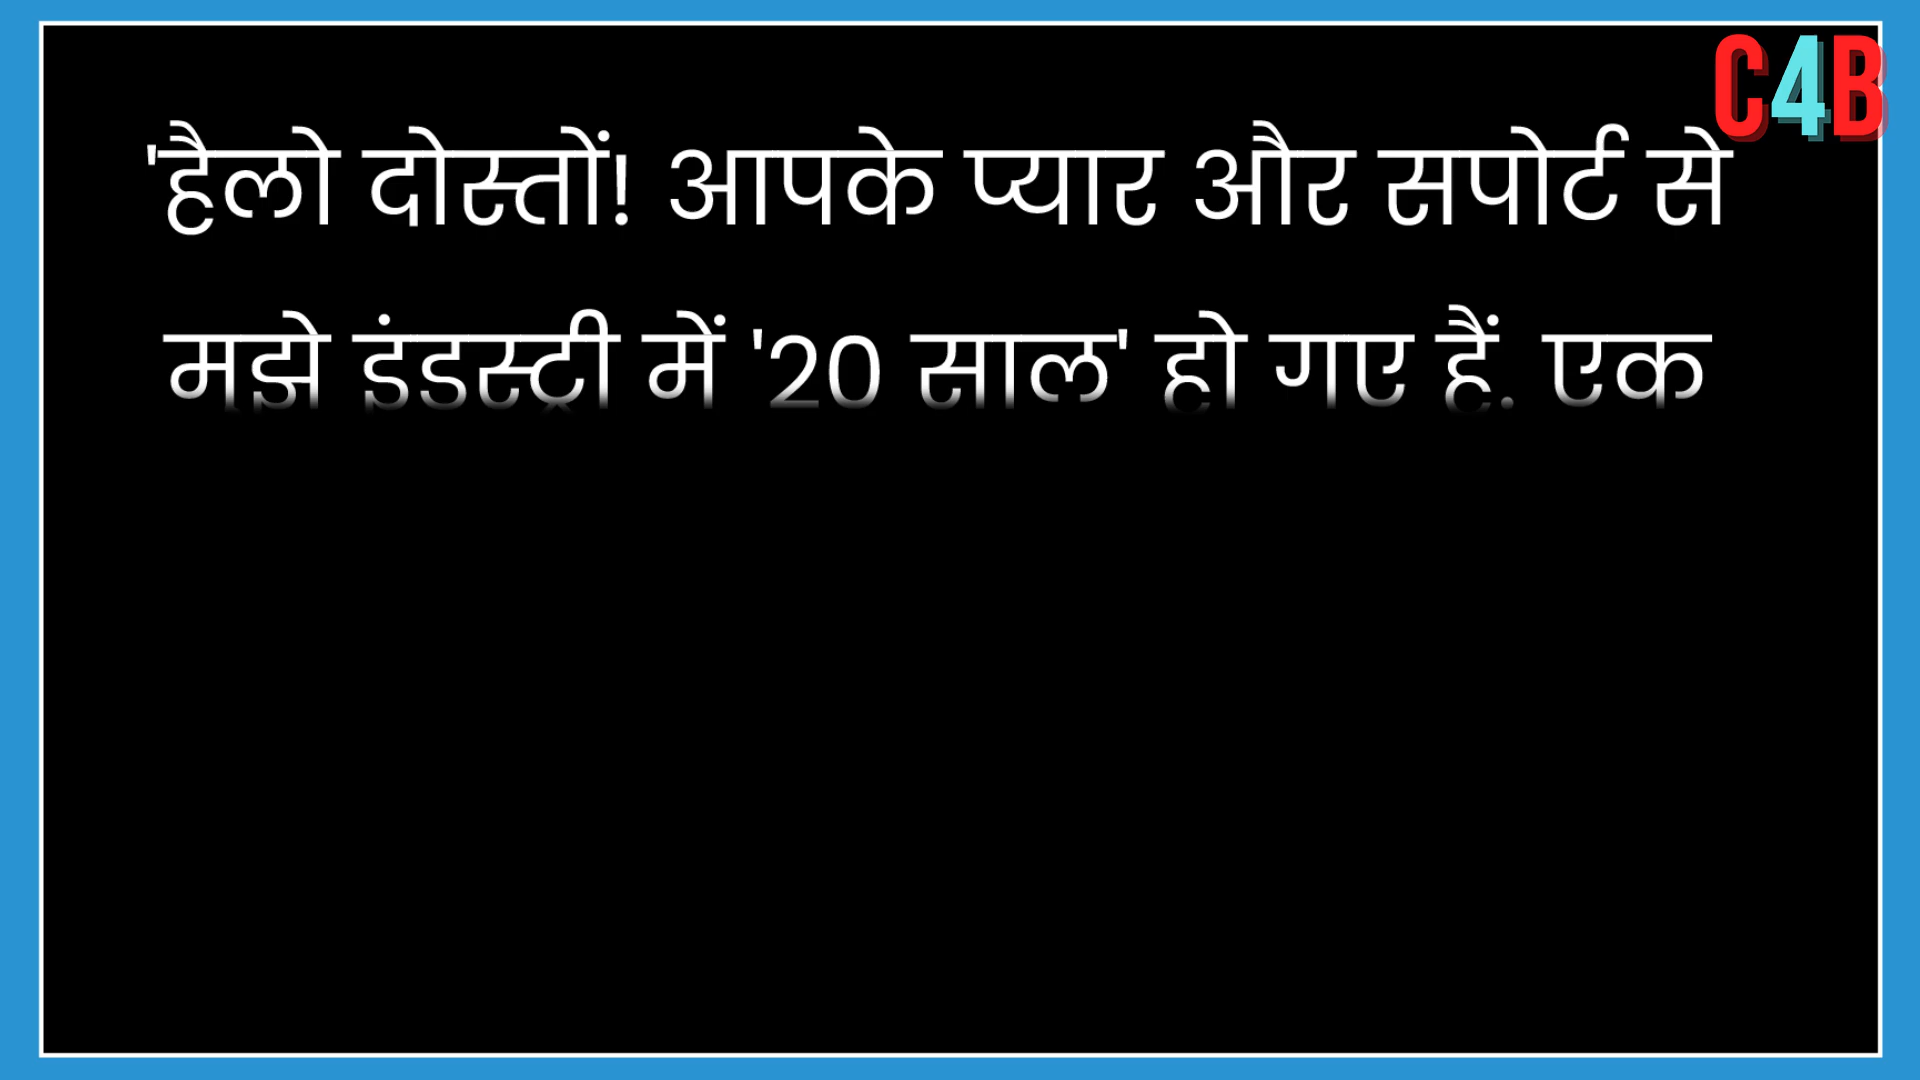 C4B
'हैलो दोस्तों! आपके प्यार और सपोर्ट से
मुझे इंडस्ट्री में '20 साल' हो गए हैं. एक